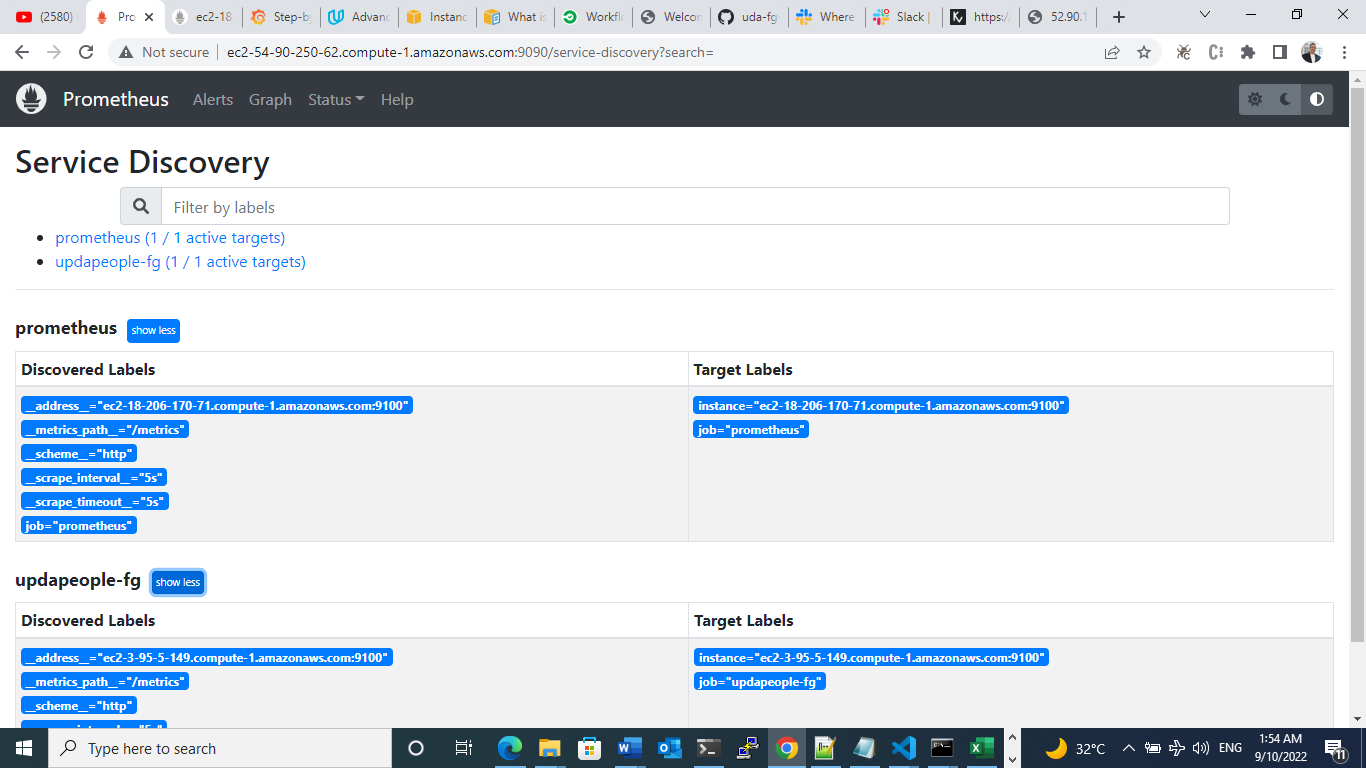 (2580)
Pro
ec2-18
Step-by
Advanc
Instanc
What is
Workflo
Welcom
uda-fg
Where
Slack |
https:/
52.90.1
Not secure
ec2-54-90-250-62.compute-1.amazonaws.com:9090/service-discovery?search=
Prometheus Alerts Graph Status Help
Service Discovery
Filter by labels
prometheus (1 / 1 active targets)
updapeople-fg (1 / 1 active targets)
prometheus show less
Discovered Labels Target Labels
__address__="ec2-18-206-170-71.compute-1.amazonaws.com:9100" instance="ec2-18-206-170-71.compute-1.amazonaws.com:9100"
__metrics_path__="/metrics" job="prometheus"
__scheme__="http"
__scrape_interval__="5s"
__scrape_timeout__="5s"
job="prometheus"
updapeople-fg show less
Discovered Labels Target Labels
__address__="ec2-3-95-5-149.compute-1.amazonaws.com:9100" instance="ec2-3-95-5-149.compute-1.amazonaws.com:9100"
__metrics_path__="/metrics" job="updapeople-fg"
__scheme__="http"
Type here to search
32°C
ENG
1:54 AM
9/10/2022
11